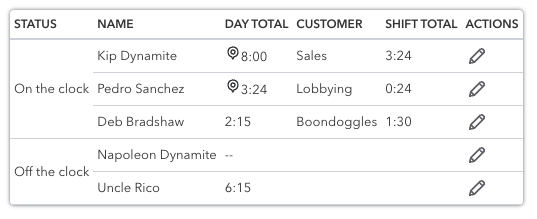 STATUS NAME DAY TOTAL CUSTOMER SHIFT TOTAL ACTIONS
On the clock
Kip Dynamite 8:00 Sales 3:24
Pedro Sanchez 3:24 Lobbying 0:24
Deb Bradshaw 2:15 Boondoggles 1:30
Off the clock
Napoleon Dynamite --
Uncle Rico 6:15